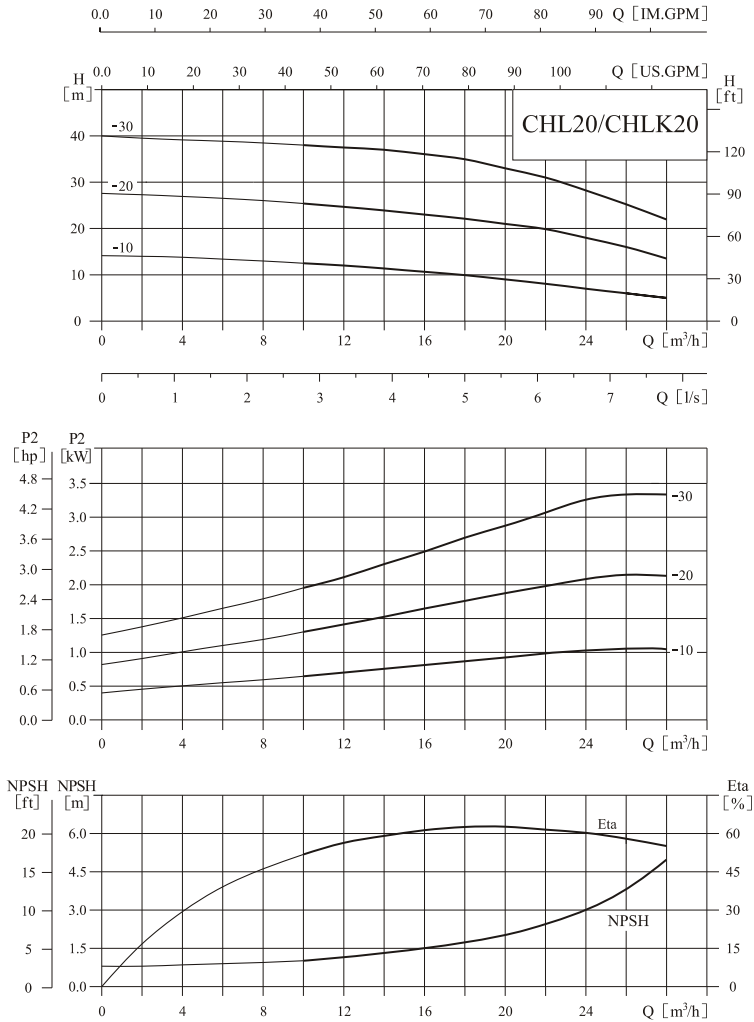 0.0 10 20 30 40 50 60 70 80 90 Q [IM.GPM]
0.0 10 20 30 40 50 60 70 80 90 100 Q [US.GPM]
H
[m]
H
[ft]
CHL20/CHLK20
40
30
20
10
0
-30
-20
-10
120
90
60
30
0
0 4 8 12 16 20 24 Q [m³/h]
0 1 2 3 4 5 6 7 Q [l/s]
P2
[hp]
P2
[kW]
4.8
4.2
3.6
3.0
2.4
1.8
1.2
0.6
0.0
3.5
3.0
2.5
2.0
1.5
1.0
0.5
0.0
-30
-20
-10
0 4 8 12 16 20 24 Q [m³/h]
NPSH
[ft]
NPSH
[m]
Eta
[%]
20
15
10
5
0
6.0
4.5
3.0
1.5
0.0
Eta
NPSH
60
45
30
15
0
0 4 8 12 16 20 24 Q [m³/h]